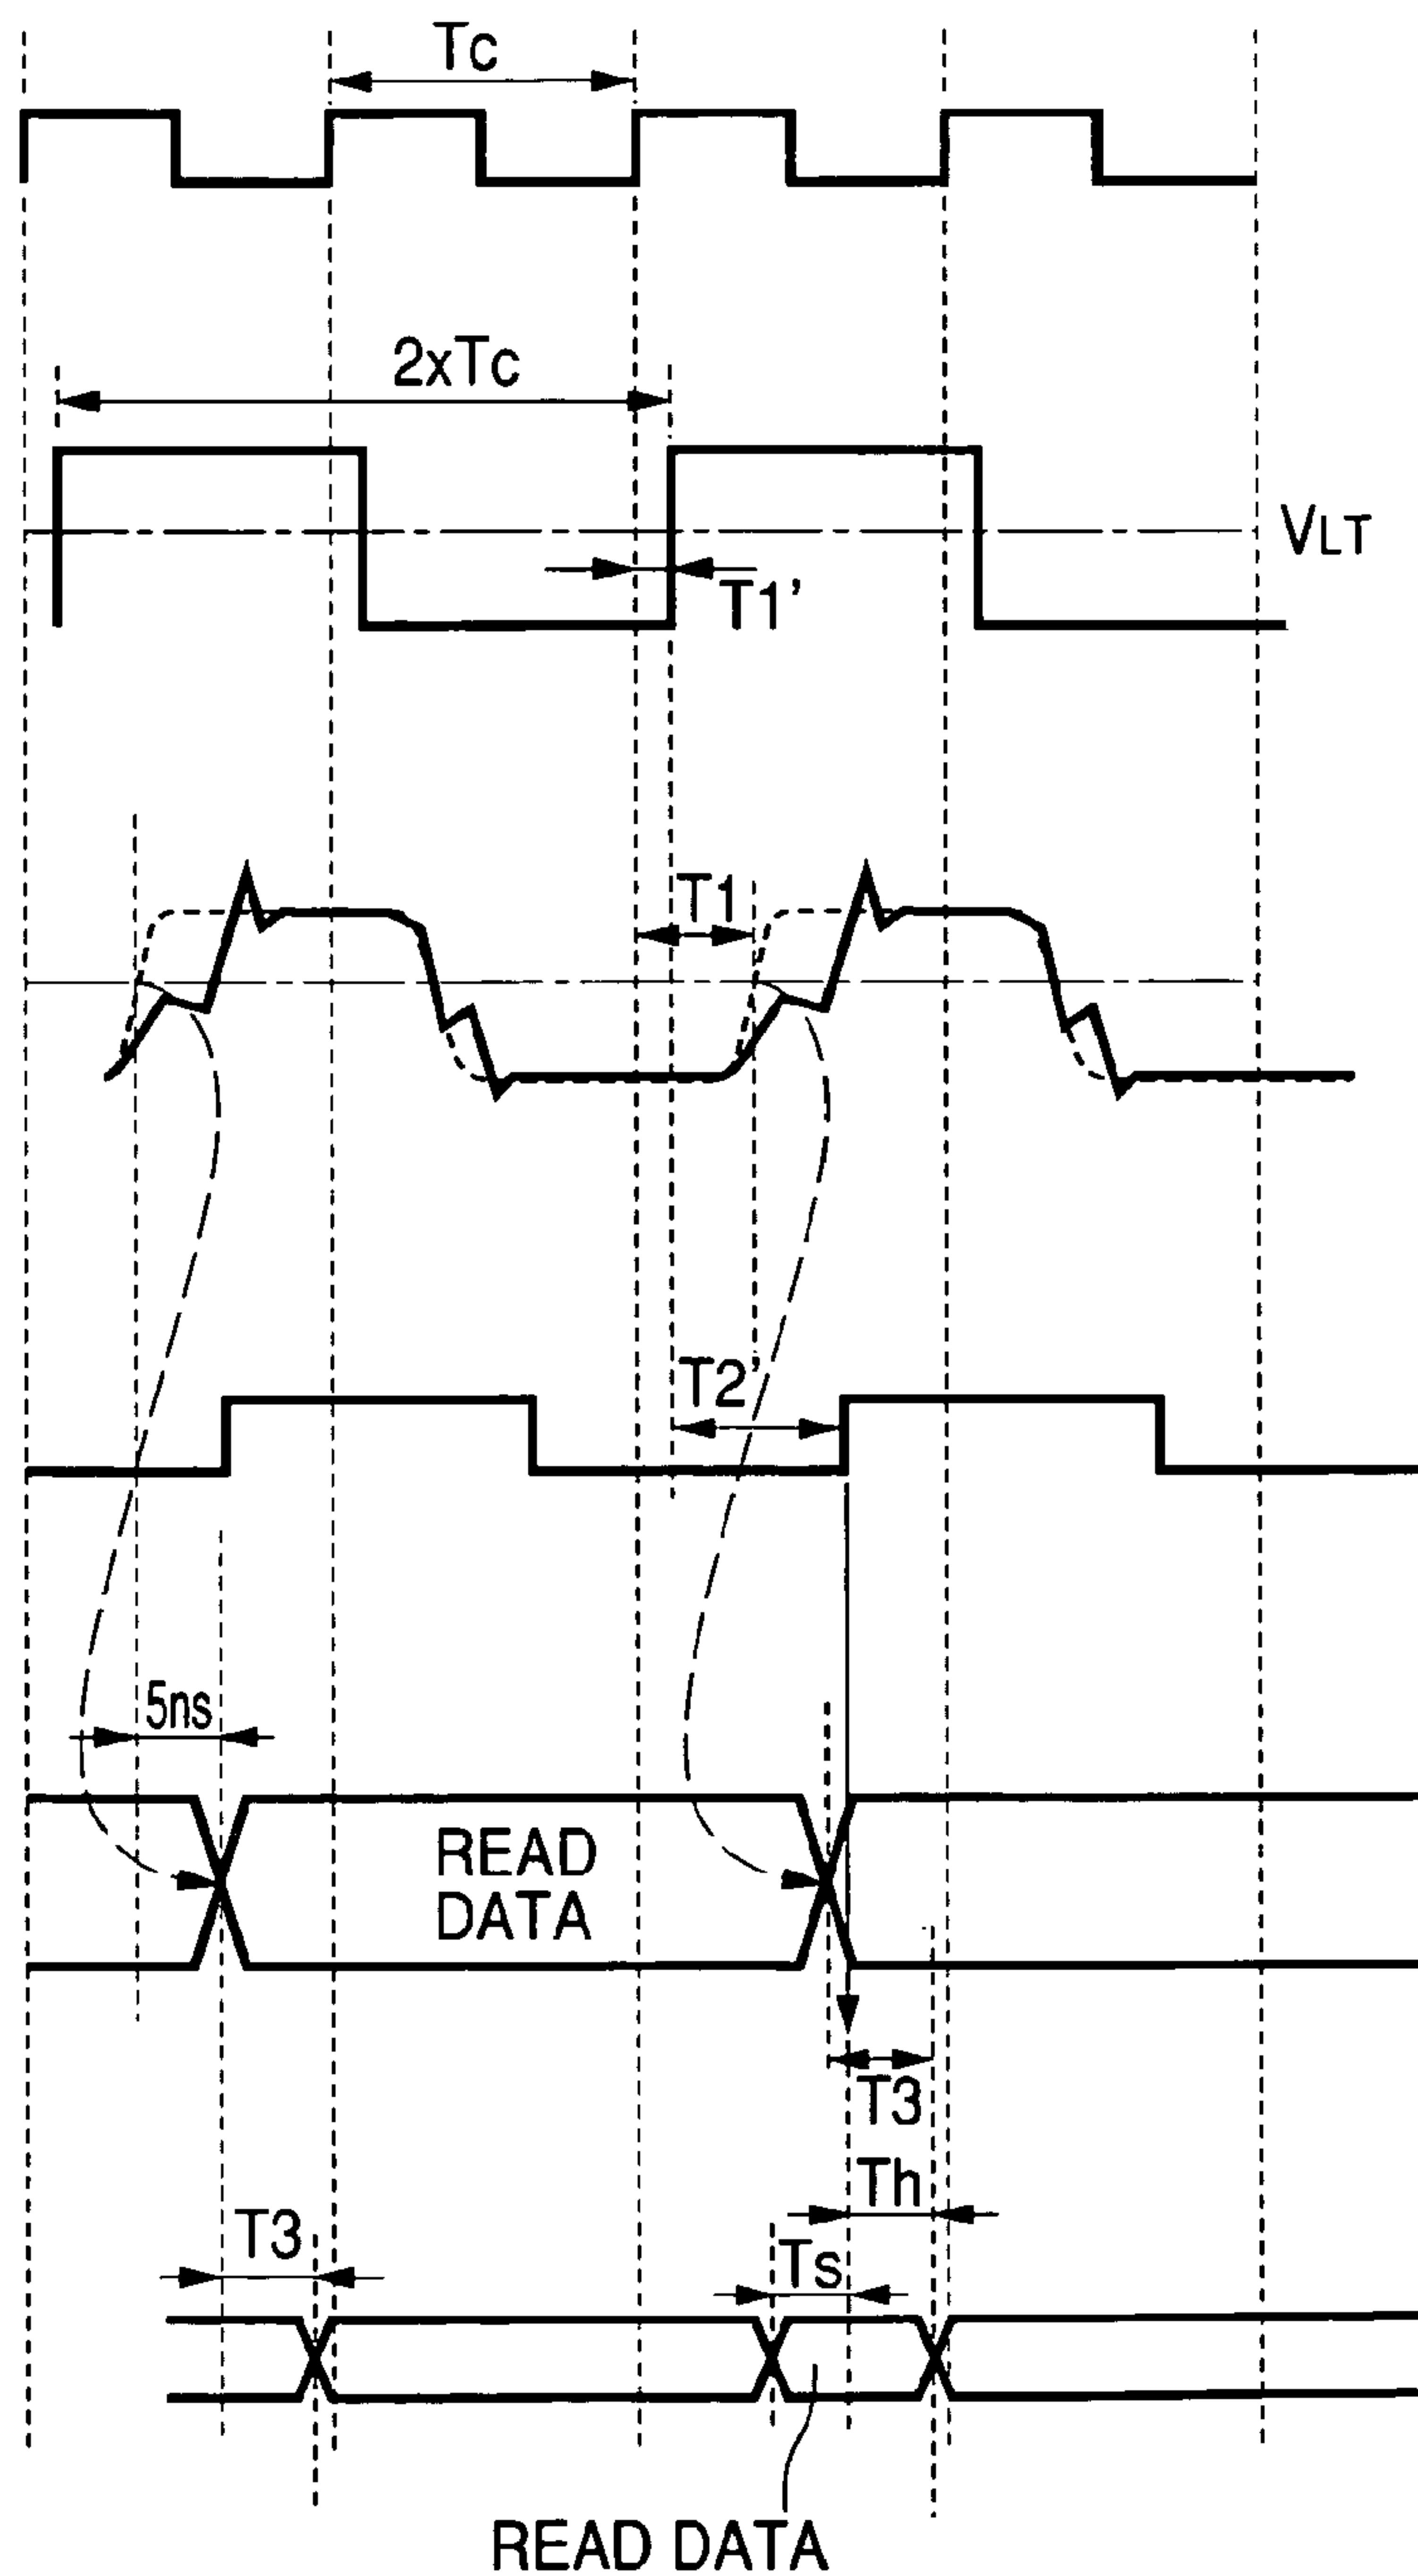 Tc
2xTc
VLT
T1'
T1
T2'
5ns
READ
DATA
T3
Th
T3
Ts
READ DATA